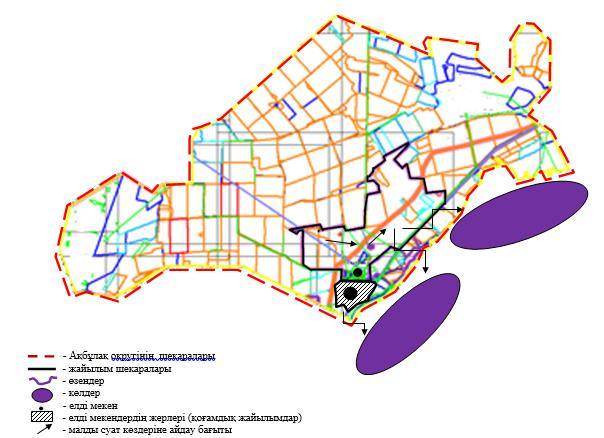 - Ақбұлақ округінің шекаралары
- жайылым шекаралары
- өзендер
- көлдер
- елді мекен
- елді мекендердің жерлері (қоғамдық жайылымдар)
- малды суат көздеріне айдау бағыты